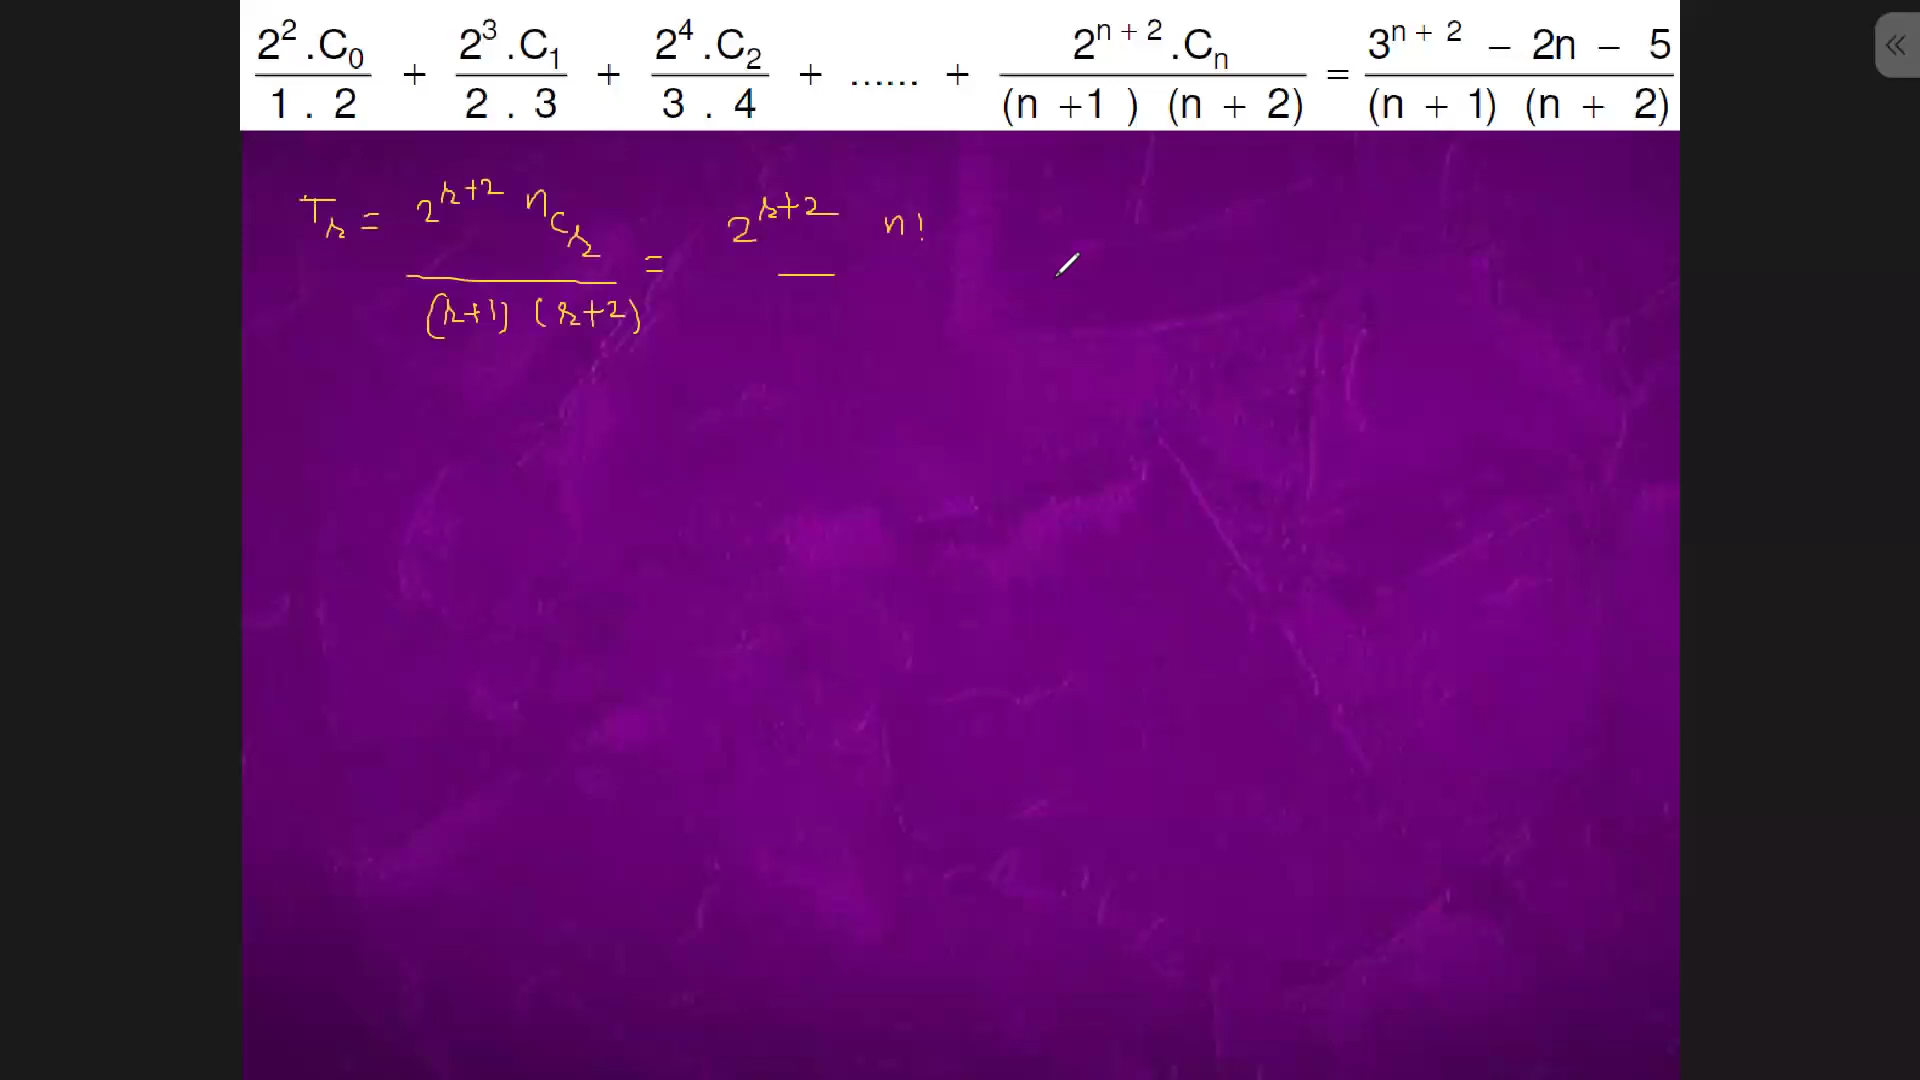 2² .C₀ / 1 . 2 + 2³ .C₁ / 2 . 3 + 2⁴ .C₂ / 3 . 4 + ...... + 2ⁿ ⁺ ² .Cₙ / (n +1 ) (n + 2) = 3ⁿ ⁺ ² – 2n – 5 / (n + 1) (n + 2)
Tᵣ = 2ʳ⁺² ⁿCᵣ / (r+1) (r+2) = 2ʳ⁺² n!